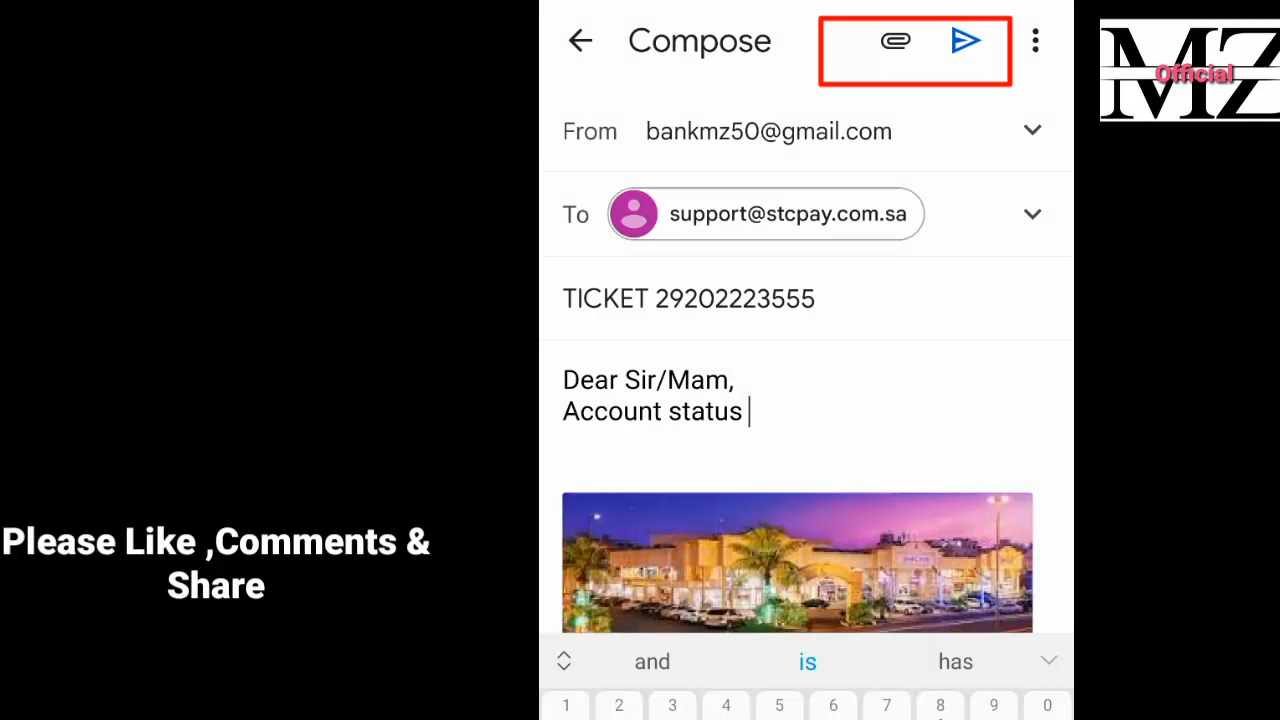 Compose
MZ
Official
From bankmz50@gmail.com
To support@stcpay.com.sa
TICKET 29202223555
Dear Sir/Mam,
Account status
Please Like ,Comments &
Share
and is has
1 2 3 4 5 6 7 8 9 0